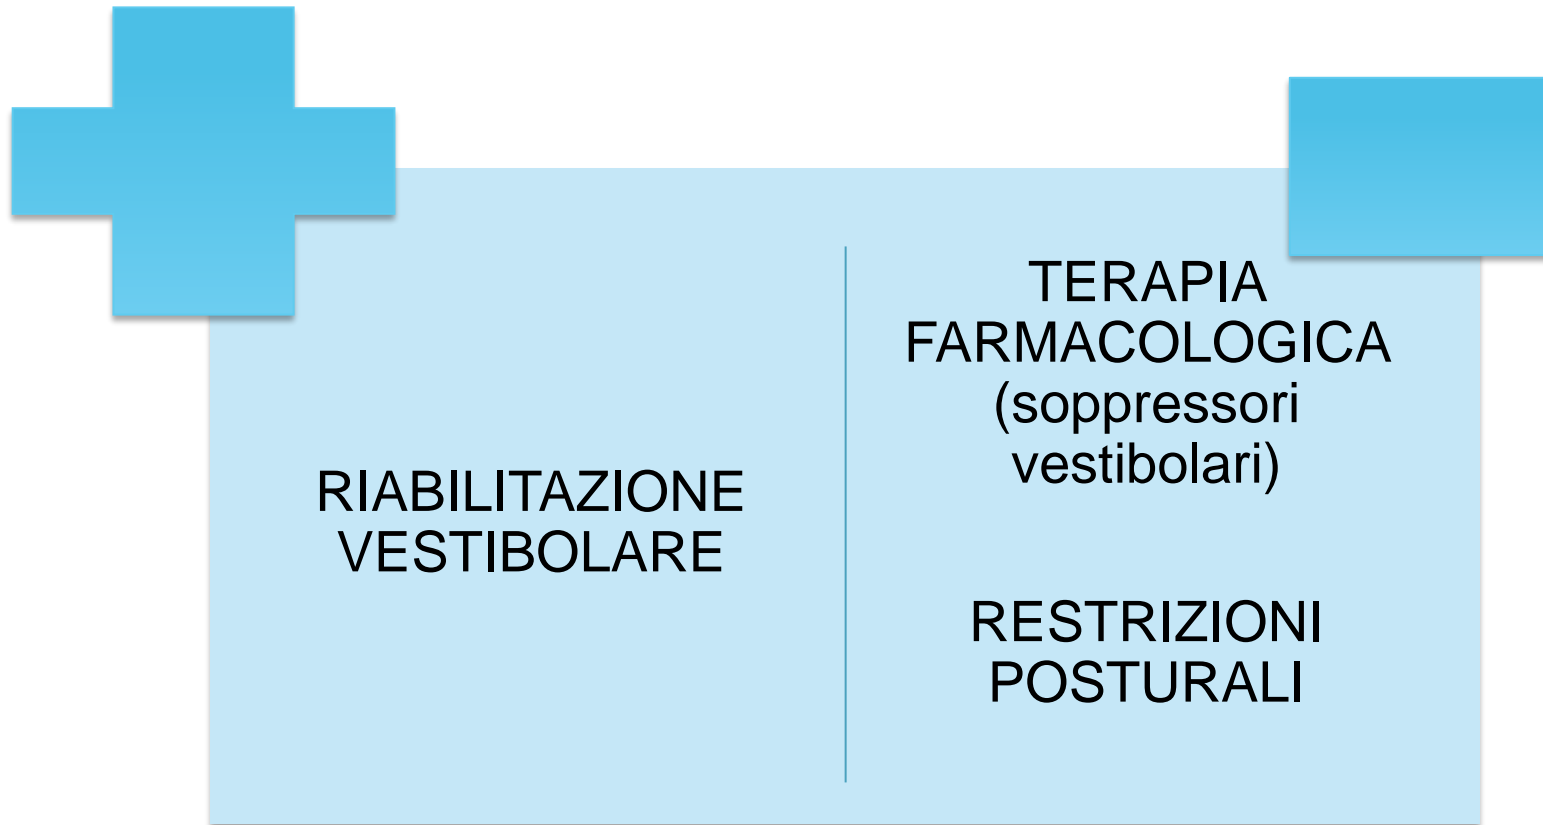 RIABILITAZIONE
VESTIBOLARE
TERAPIA
FARMACOLOGICA
(soppressori
vestibolari)
RESTRIZIONI
POSTURALI